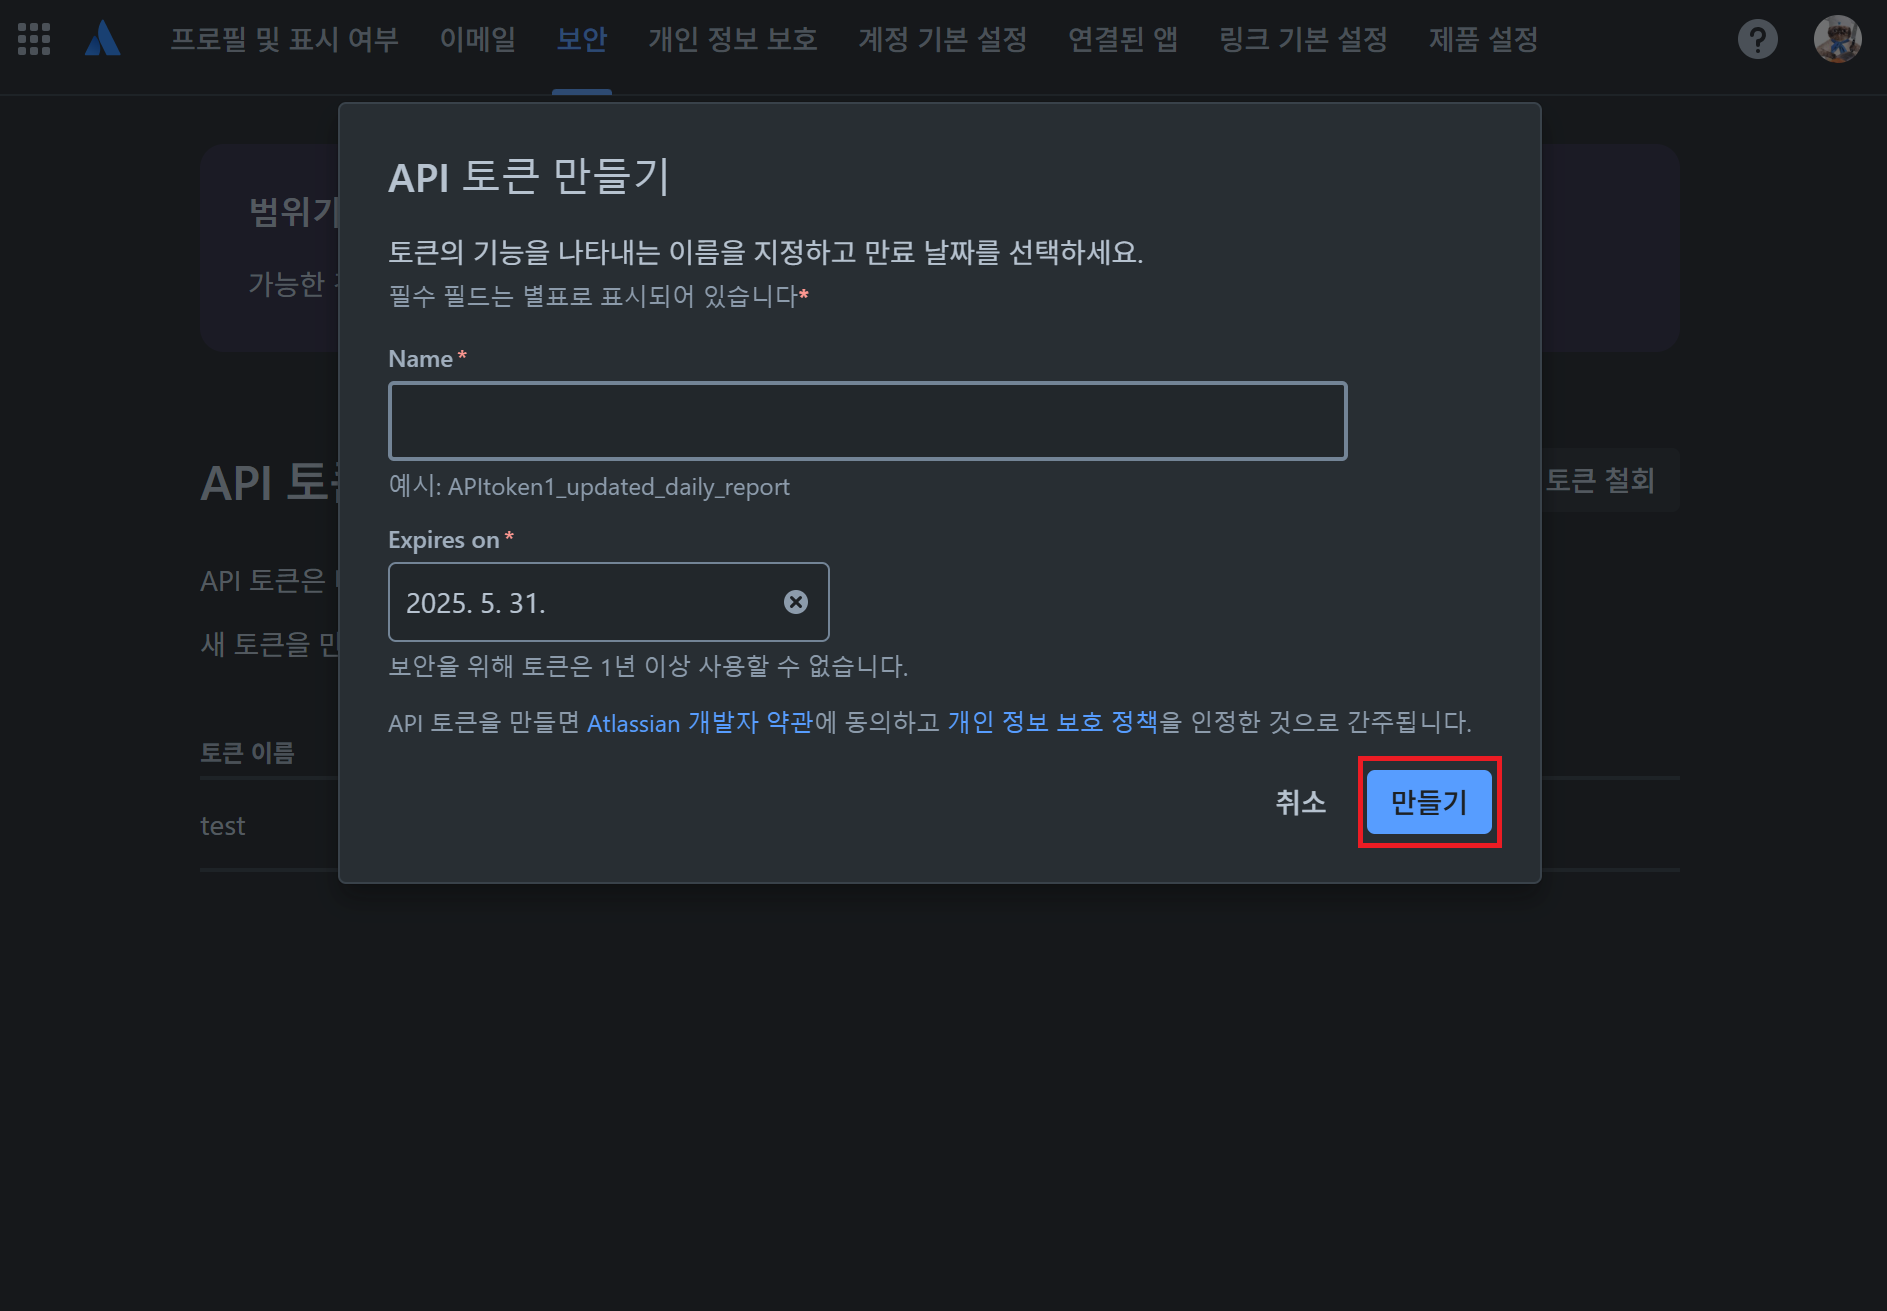 프로필 및 표시 여부 이메일 보안 개인 정보 보호 계정 기본 설정 연결된 앱 링크 기본 설정 제품 설정
범위가
가능한
API 토큰 만들기
토큰의 기능을 나타내는 이름을 지정하고 만료 날짜를 선택하세요.
필수 필드는 별표로 표시되어 있습니다*
Name*
예시: APItoken1_updated_daily_report
Expires on*
2025. 5. 31.
보안을 위해 토큰은 1년 이상 사용할 수 없습니다.
API 토큰을 만들면 Atlassian 개발자 약관에 동의하고 개인 정보 보호 정책을 인정한 것으로 간주됩니다.
취소 만들기
API 토큰
토큰 철회
API 토큰은
새 토큰을
토큰 이름
test